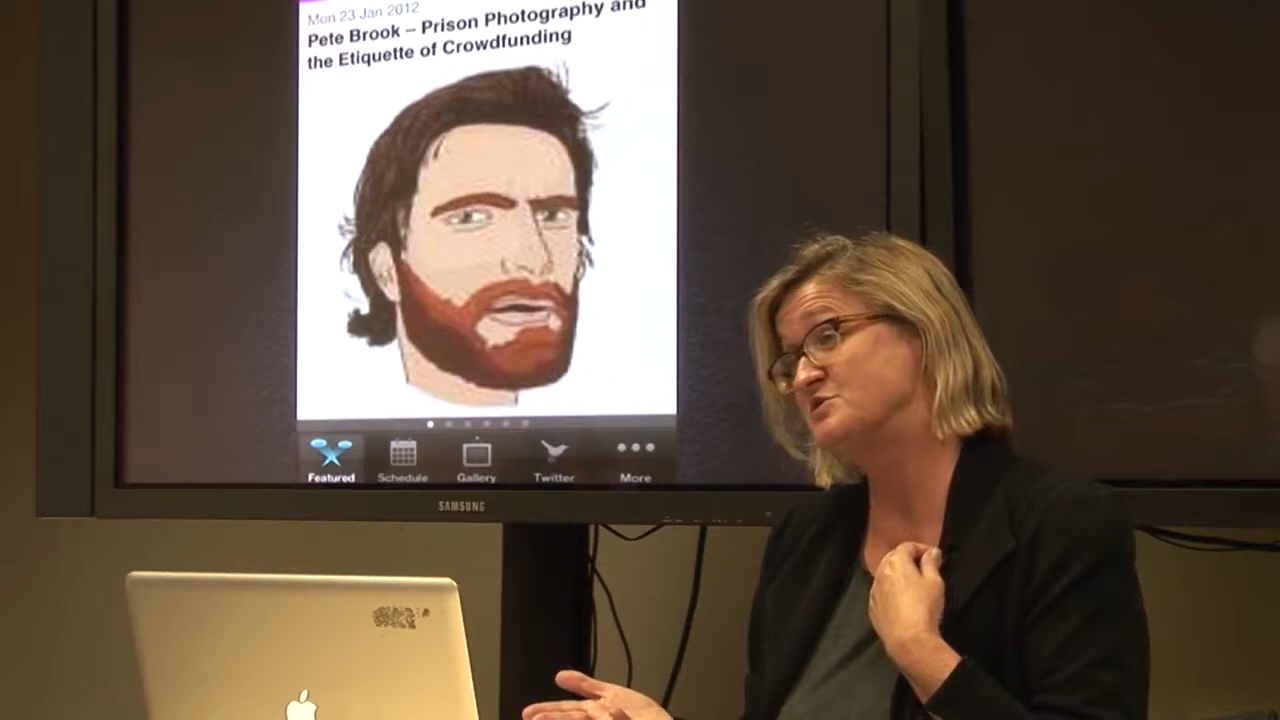 Mon 23 Jan 2012
Pete Brook – Prison Photography and
the Etiquette of Crowdfunding
Featured
Schedule
Gallery
Twitter
More
SAMSUNG